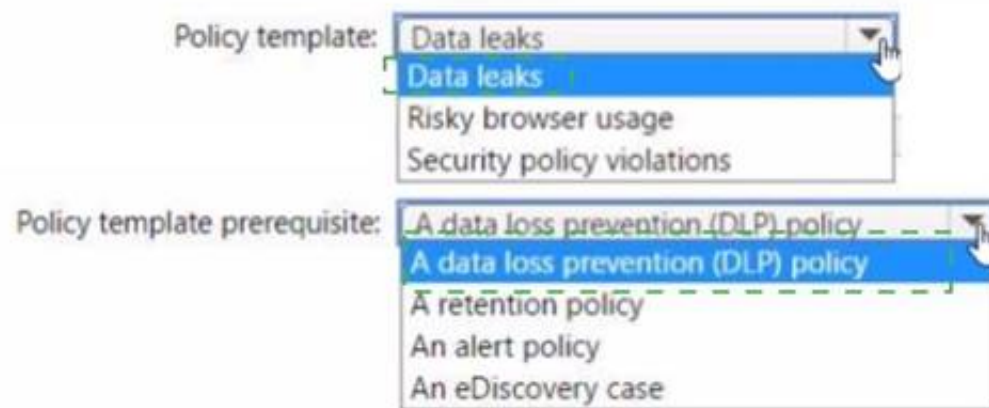 Policy template: Data leaks
Data leaks
Risky browser usage
Security policy violations
Policy template prerequisite: A data loss prevention (DLP) policy
A data loss prevention (DLP) policy
A retention policy
An alert policy
An eDiscovery case